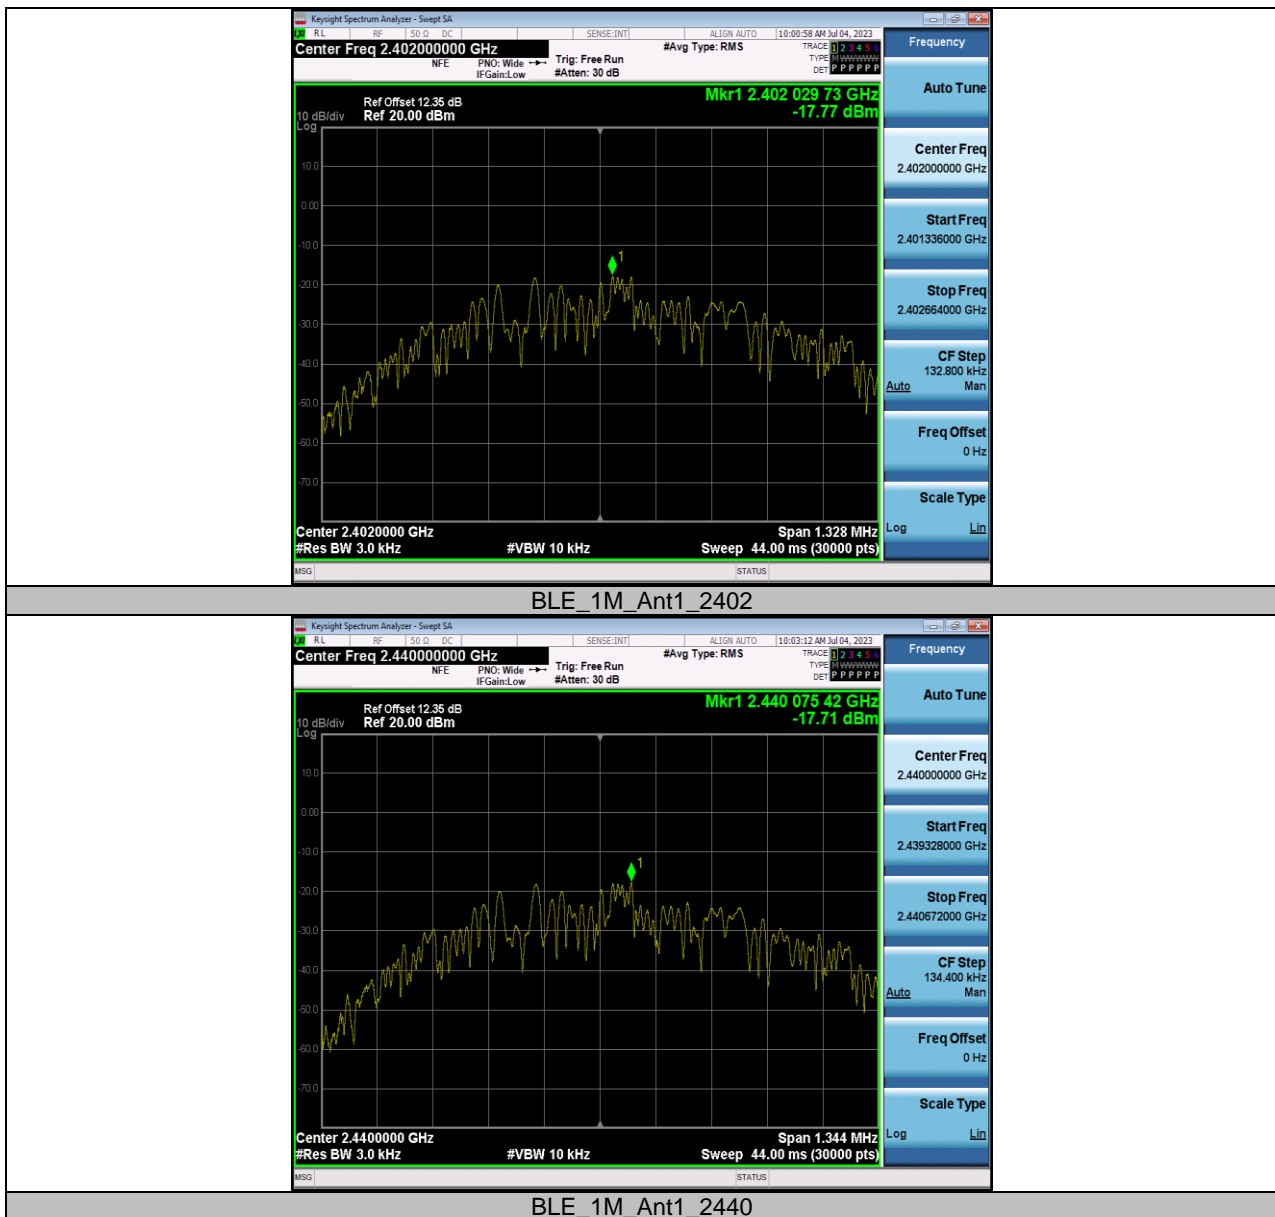 Keysight Spectrum Analyzer - Swept SA
RL RF 50 Ω DC SENSE:INT ALIGN AUTO 10:00:58 AM Jul 04, 2023
Center Freq 2.402000000 GHz #Avg Type: RMS TRACE 1 2 3 4 5 6
NFE PNO: Wide Trig: Free Run TYPE M WWWWW
IFGain:Low #Atten: 30 dB DET P P P P P P
Mkr1 2.402 029 73 GHz
-17.77 dBm
Ref Offset 12.35 dB
10 dB/div Ref 20.00 dBm
Log
10.0
0.00
-10.0
-20.0
-30.0
-40.0
-50.0
-60.0
-70.0
1
Center 2.4020000 GHz Span 1.328 MHz
#Res BW 3.0 kHz #VBW 10 kHz Sweep 44.00 ms (30000 pts)
MSG STATUS
Frequency
Auto Tune
Center Freq
2.402000000 GHz
Start Freq
2.401336000 GHz
Stop Freq
2.402664000 GHz
CF Step
132.800 kHz
Auto Man
Freq Offset
0 Hz
Scale Type
Log Lin
BLE_1M_Ant1_2402
Keysight Spectrum Analyzer - Swept SA
RL RF 50 Ω DC SENSE:INT ALIGN AUTO 10:03:12 AM Jul 04, 2023
Center Freq 2.440000000 GHz #Avg Type: RMS TRACE 1 2 3 4 5 6
NFE PNO: Wide Trig: Free Run TYPE M WWWWW
IFGain:Low #Atten: 30 dB DET P P P P P P
Mkr1 2.440 075 42 GHz
-17.71 dBm
Ref Offset 12.35 dB
10 dB/div Ref 20.00 dBm
Log
10.0
0.00
-10.0
-20.0
-30.0
-40.0
-50.0
-60.0
-70.0
1
Center 2.4400000 GHz Span 1.344 MHz
#Res BW 3.0 kHz #VBW 10 kHz Sweep 44.00 ms (30000 pts)
MSG STATUS
Frequency
Auto Tune
Center Freq
2.440000000 GHz
Start Freq
2.439328000 GHz
Stop Freq
2.440672000 GHz
CF Step
134.400 kHz
Auto Man
Freq Offset
0 Hz
Scale Type
Log Lin
BLE_1M_Ant1_2440